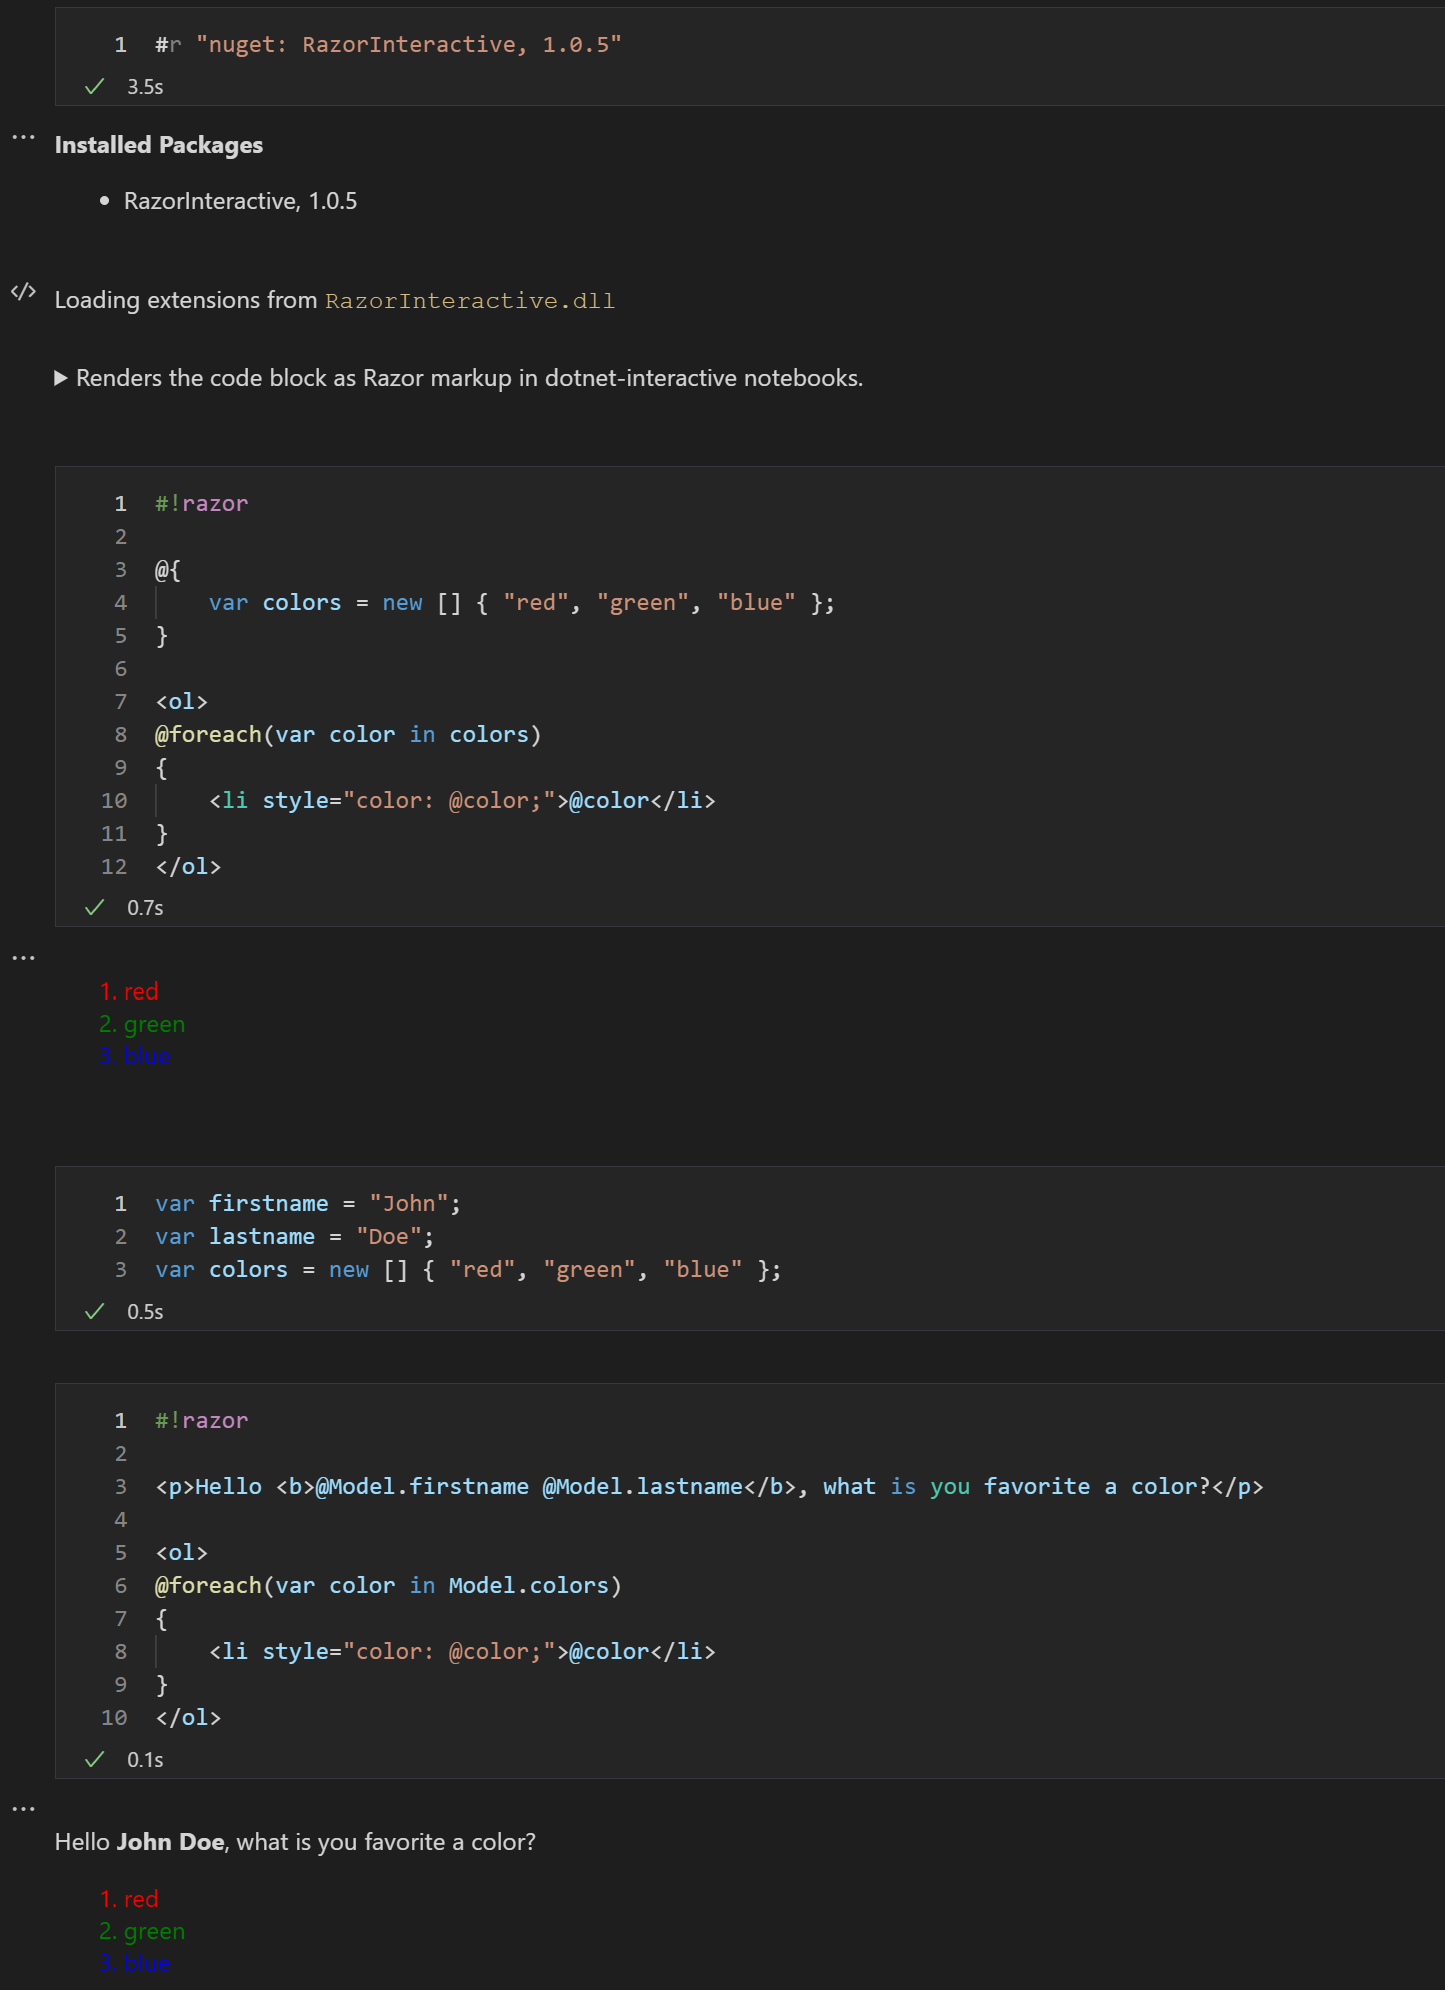 1 #r "nuget: RazorInteractive, 1.0.5"
3.5s
Installed Packages
• RazorInteractive, 1.0.5
Loading extensions from RazorInteractive.dll
Renders the code block as Razor markup in dotnet-interactive notebooks.
1 #!razor
2
3 @{
4     var colors = new [] { "red", "green", "blue" };
5 }
6
7 <ol>
8 @foreach(var color in colors)
9 {
10     <li style="color: @color;">@color</li>
11 }
12 </ol>
0.7s
1. red
2. green
3. blue
1 var firstname = "John";
2 var lastname = "Doe";
3 var colors = new [] { "red", "green", "blue" };
0.5s
1 #!razor
2
3 <p>Hello <b>@Model.firstname @Model.lastname</b>, what is you favorite a color?</p>
4
5 <ol>
6 @foreach(var color in Model.colors)
7 {
8     <li style="color: @color;">@color</li>
9 }
10 </ol>
0.1s
Hello John Doe, what is you favorite a color?
1. red
2. green
3. blue